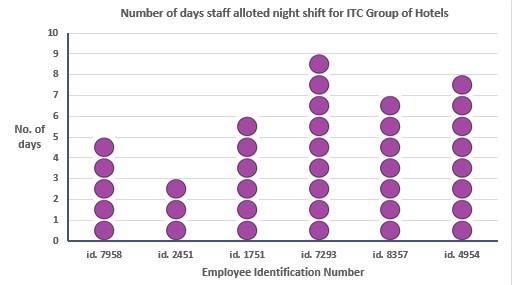 Number of days staff alloted night shift for ITC Group of Hotels
10
9
8
7
6
5
4
3
2
1
0
No. of
days
id. 7958 id. 2451 id. 1751 id. 7293 id. 8357 id. 4954
Employee Identification Number